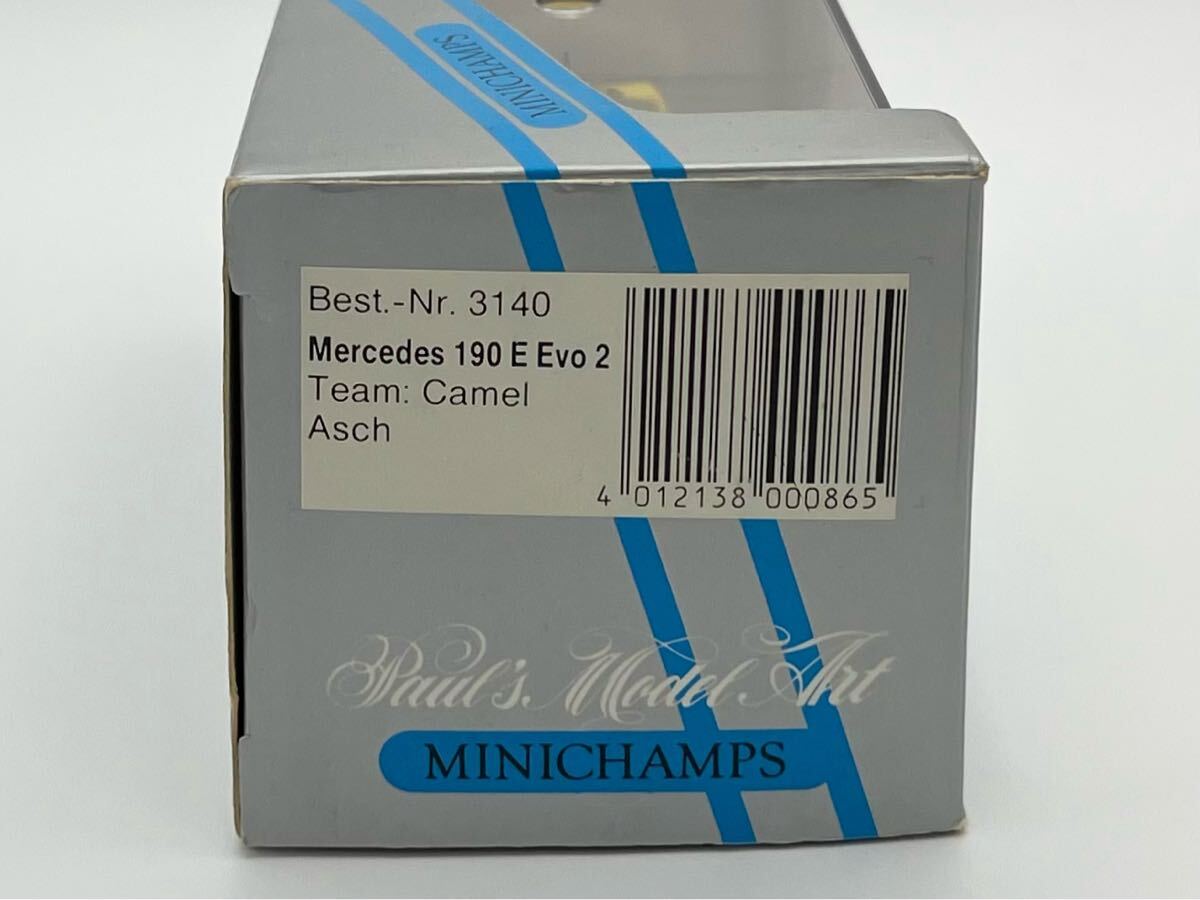 MINICHAMPS
Best.-Nr. 3140
Mercedes 190 E Evo 2
Team: Camel
Asch
4 012138 000865
Paul's Model Art
MINICHAMPS